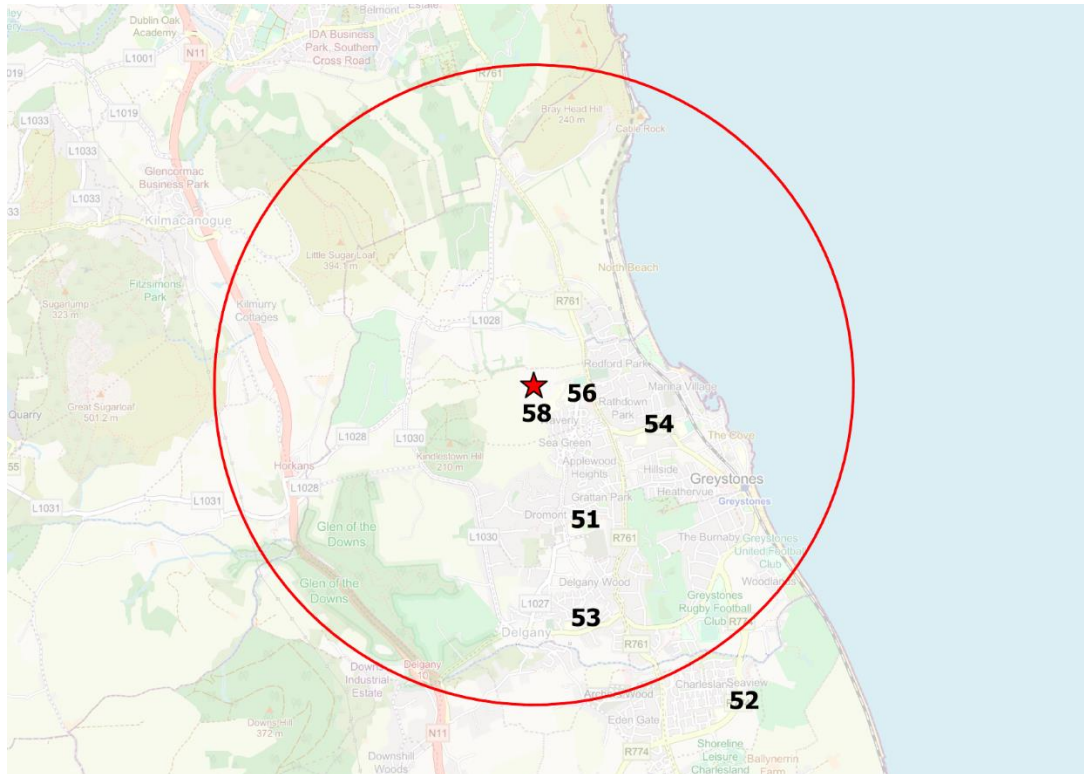 Dublin Oak
Academy
N11
L1001
Belmont
Estate
IDA Business
Park, Southern
Cross Road
R761
L1019
L1033
L1019
L1033
L1033
Bray Head Hill
240 m
Cable Rock
Glencormac
Business Park
Kilmacanogue
Little Sugar Loaf
394.1 m
Fitzsimons
Park
Sugarlump
323 m
Kilmurry
Cottages
North Beach
R761
L1028
Redford Park
Marina Village
56
58
Rathdown
Park
54
Great Sugarloaf
501.2 m
Quarry
Sea Green
The Cove
L1028
L1030
Kindlestown Hill
210 m
Applewood
Heights
Hillside
Heathervue
Greystones
Greystones
Horkans
L1028
L1031
L1031
Grattan Park
Dromont
51
R761
The Burnaby
Greystones
United Football
Club
Glen of the
Downs
L1030
Glen of the
Downs
Delgany Wood
Woodlands
L1027
53
Greystones
Rugby Football
Club
R774
Delgany
R761
Delgany
Industrial
Estate
Charlesland
Seaview
52
Eden Gate
Downs Hill
372 m
N11
R774
Downshill
Woods
Shoreline
Leisure
Charlesland
Ballynerrin
Farm